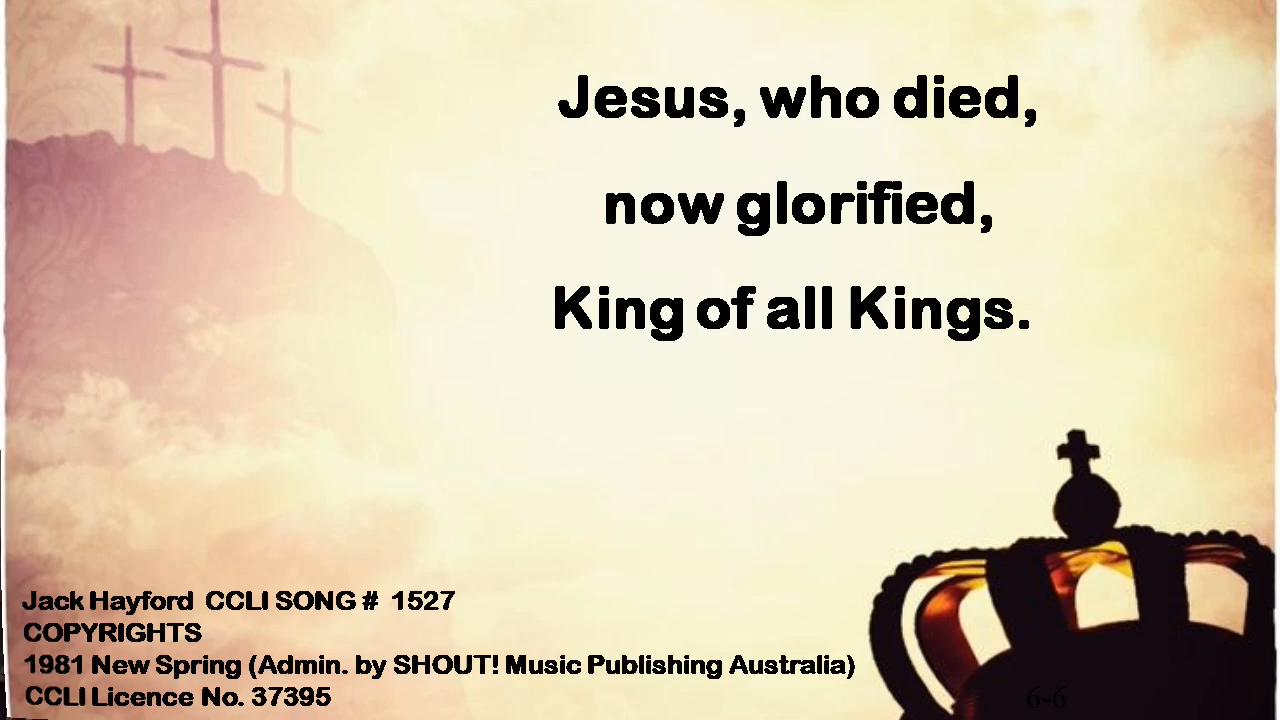 Jesus, who died,
now glorified,
King of all Kings.
Jack Hayford  CCLI SONG #  1527
COPYRIGHTS
1981 New Spring (Admin. by SHOUT! Music Publishing Australia)
CCLI Licence No. 37395
6-6